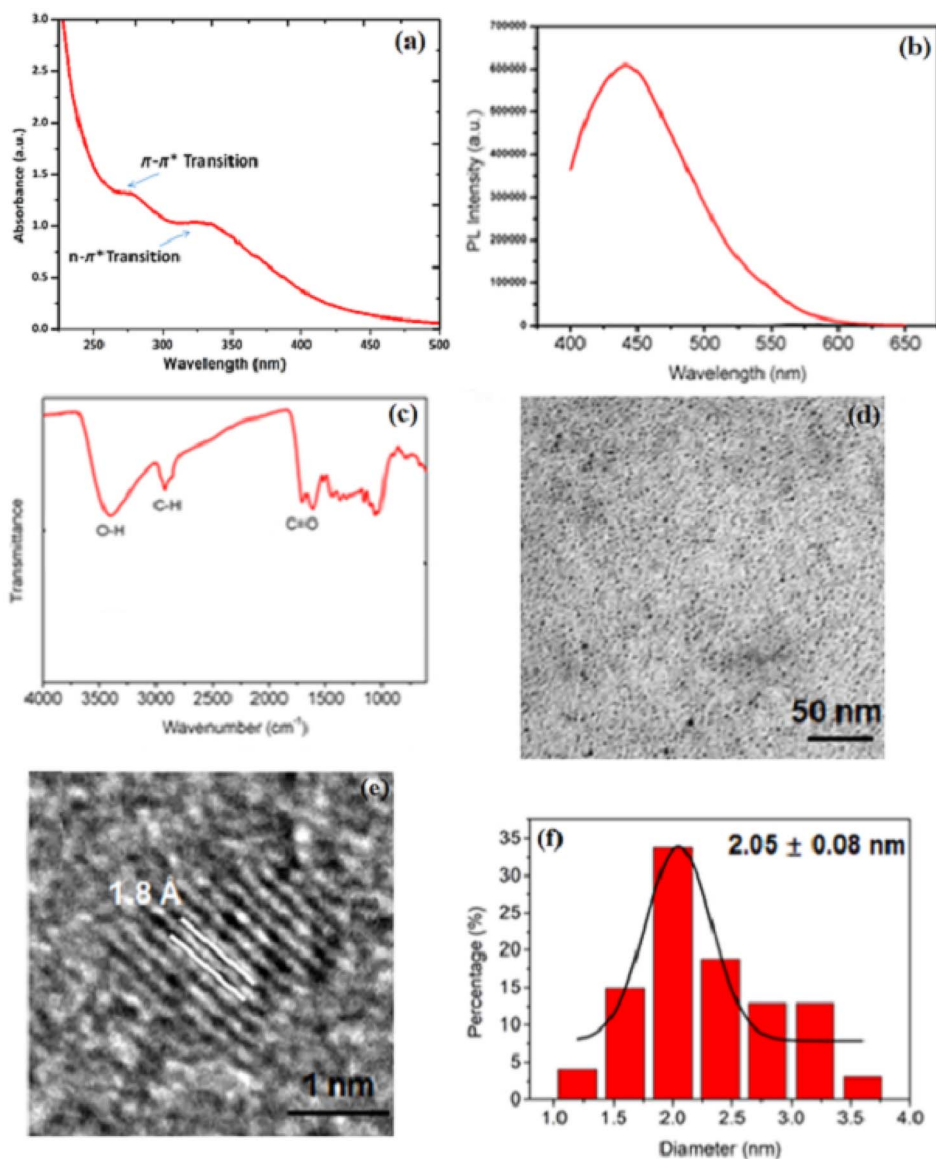 (a)
3.0
2.5
2.0
1.5
1.0
0.5
0.0
Absorbance (a.u.)
π-π* Transition
n-π* Transition
250 300 350 400 450 500
Wavelength (nm)
(b)
700000
600000
500000
400000
300000
200000
100000
0
PL Intensity (a.u.)
400 450 500 550 600 650
Wavelength (nm)
(c)
Transmittance
O-H
C-H
C=O
4000 3500 3000 2500 2000 1500 1000
Wavenumber (cm⁻¹)
(d)
50 nm
(e)
1.8 Å
1 nm
(f)
2.05 ± 0.08 nm
35
30
25
20
15
10
5
0
Percentage (%)
1.0 1.5 2.0 2.5 3.0 3.5 4.0
Diameter (nm)